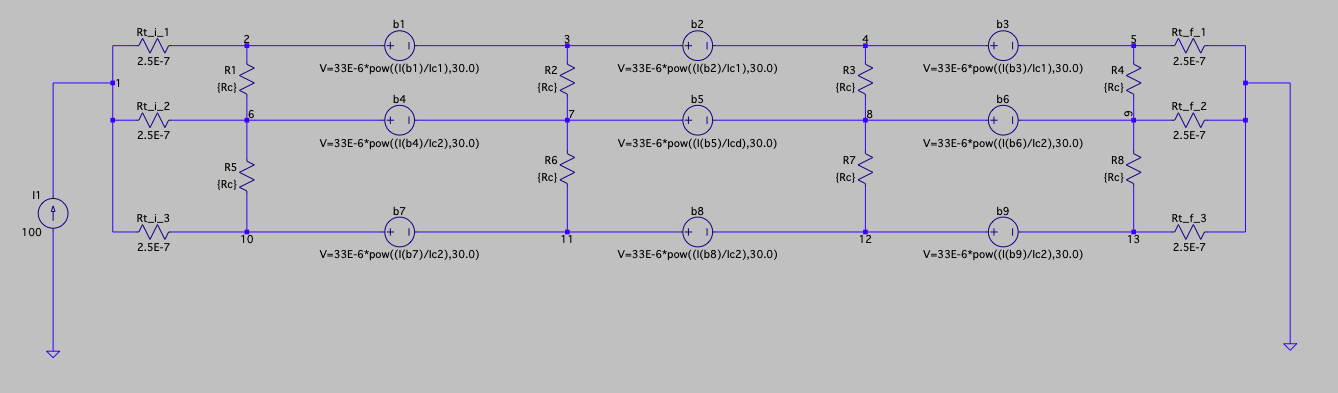 b1
b2
b3
Rt_i_1
2
3
4
5
Rt_f_1
2.5E-7
V=33E-6*pow((I(b1)/Ic1),30.0)
V=33E-6*pow((I(b2)/Ic1),30.0)
V=33E-6*pow((I(b3)/Ic1),30.0)
2.5E-7
R1
R2
R3
R4
{Rc}
{Rc}
{Rc}
{Rc}
1
b4
b5
b6
Rt_i_2
6
7
8
9
Rt_f_2
2.5E-7
V=33E-6*pow((I(b4)/Ic2),30.0)
V=33E-6*pow((I(b5)/Icd),30.0)
V=33E-6*pow((I(b6)/Ic2),30.0)
2.5E-7
R5
R6
R7
R8
{Rc}
{Rc}
{Rc}
{Rc}
I1
100
b7
b8
b9
Rt_i_3
10
11
12
13
Rt_f_3
2.5E-7
V=33E-6*pow((I(b7)/Ic2),30.0)
V=33E-6*pow((I(b8)/Ic2),30.0)
V=33E-6*pow((I(b9)/Ic2),30.0)
2.5E-7